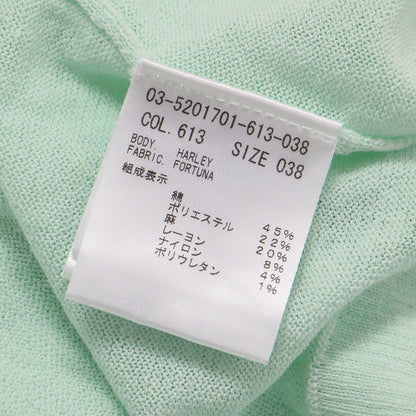 03-5201701-613-038
COL. 613 SIZE 038
BODY. HARLEY
FABRIC. FORTUNA
組成表示
綿 45%
ポリエステル 22%
麻 20%
レーヨン 8%
ナイロン 4%
ポリウレタン 1%